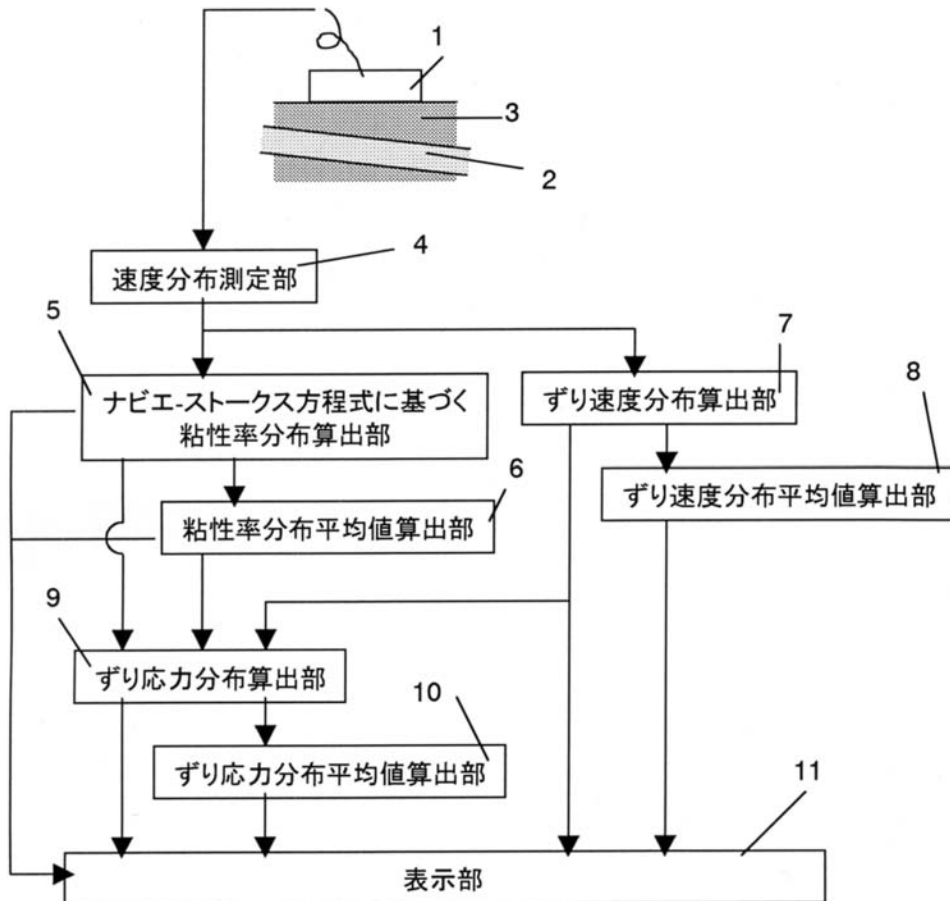 1
3
2
4
速度分布測定部
5
7
ナビエ-ストークス方程式に基づく
粘性率分布算出部
ずり速度分布算出部
8
6
ずり速度分布平均値算出部
粘性率分布平均値算出部
9
ずり応力分布算出部
10
ずり応力分布平均値算出部
11
表示部